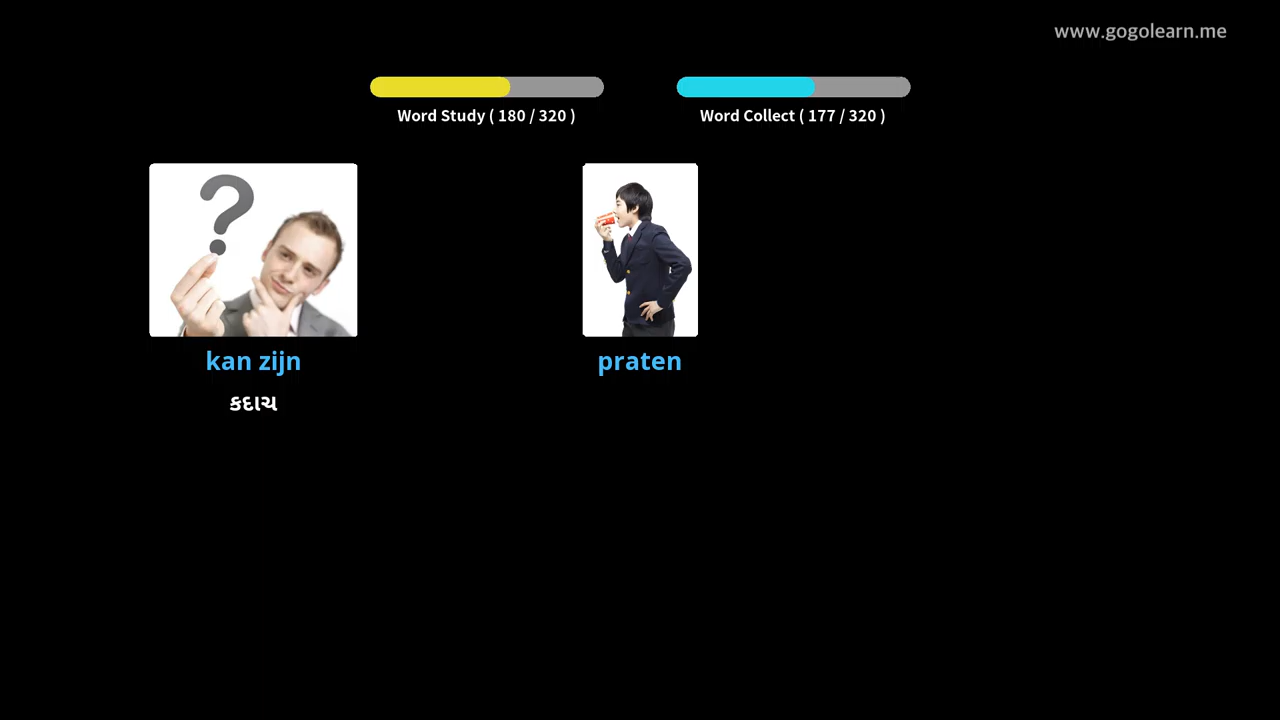 www.gogolearn.me
Word Study ( 180 / 320 )
Word Collect ( 177 / 320 )
kan zijn
કદાચ
praten